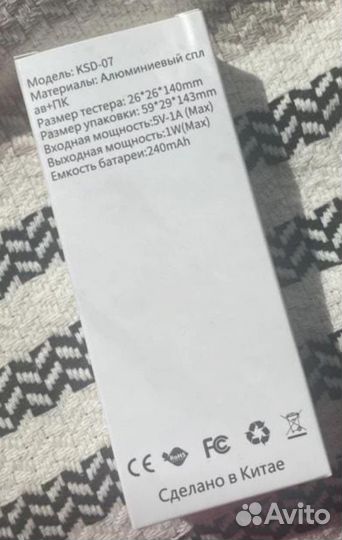 Модель: KSD-07
Материалы: Алюминиевый спл
ав+ПК
Размер тестера: 26*26*140mm
Размер упаковки: 59*29*143mm
Входная мощность:5V-1A (Max)
Выходная мощность:1W(Max)
Емкость батареи:240mAh
CE RoHS FC
Сделано в Китае
Avito